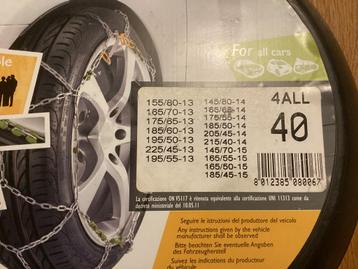 ble
For all cars
155/80-13
165/70-13
175/65-13
185/60-13
195/50-13
225/45-13
195/55-13
145/80-14
165/65-14
175/55-14
185/50-14
205/45-14
215/40-14
145/70-15
165/55-15
165/50-15
185/45-15
4ALL
40
8 012385 080067
La certificazione ON V5117 è ritenuta equivalente alla certificazione UNI 11313 come da
decreto ministeriale del 10.05.11
Seguire le istruzioni del produttore del veicolo
Any instructions given by the vehicle
manufacturer shall be observed
Bitte beachten Sie eventuelle Angaben
des Fahrzeugherstell
Suivez les indications du producteur
du véhicule